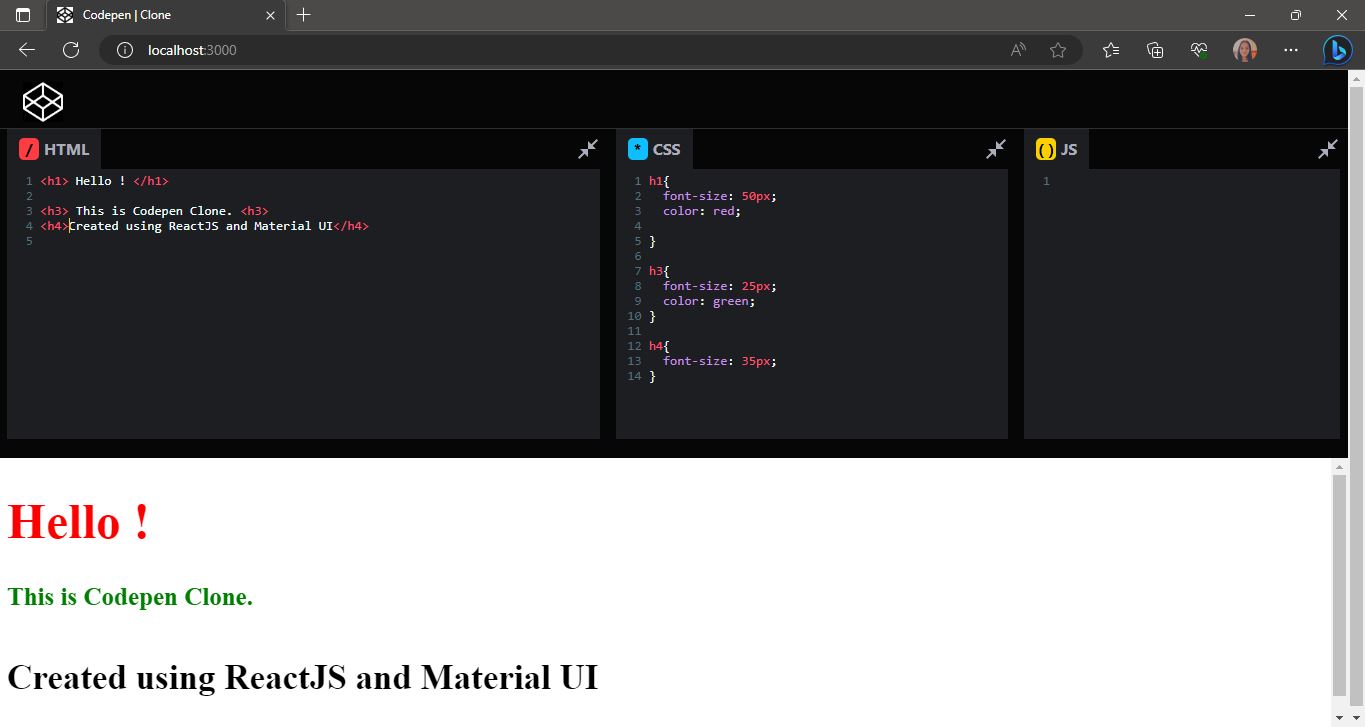 Codepen | Clone
localhost:3000
HTML
1 <h1> Hello ! </h1>
2
3 <h3> This is Codepen Clone. <h3>
4 <h4>Created using ReactJS and Material UI</h4>
5
* CSS
1 h1{
2 font-size: 50px;
3 color: red;
4
5 }
6
7 h3{
8 font-size: 25px;
9 color: green;
10 }
11
12 h4{
13 font-size: 35px;
14 }
( ) JS
1
Hello !
This is Codepen Clone.
Created using ReactJS and Material UI